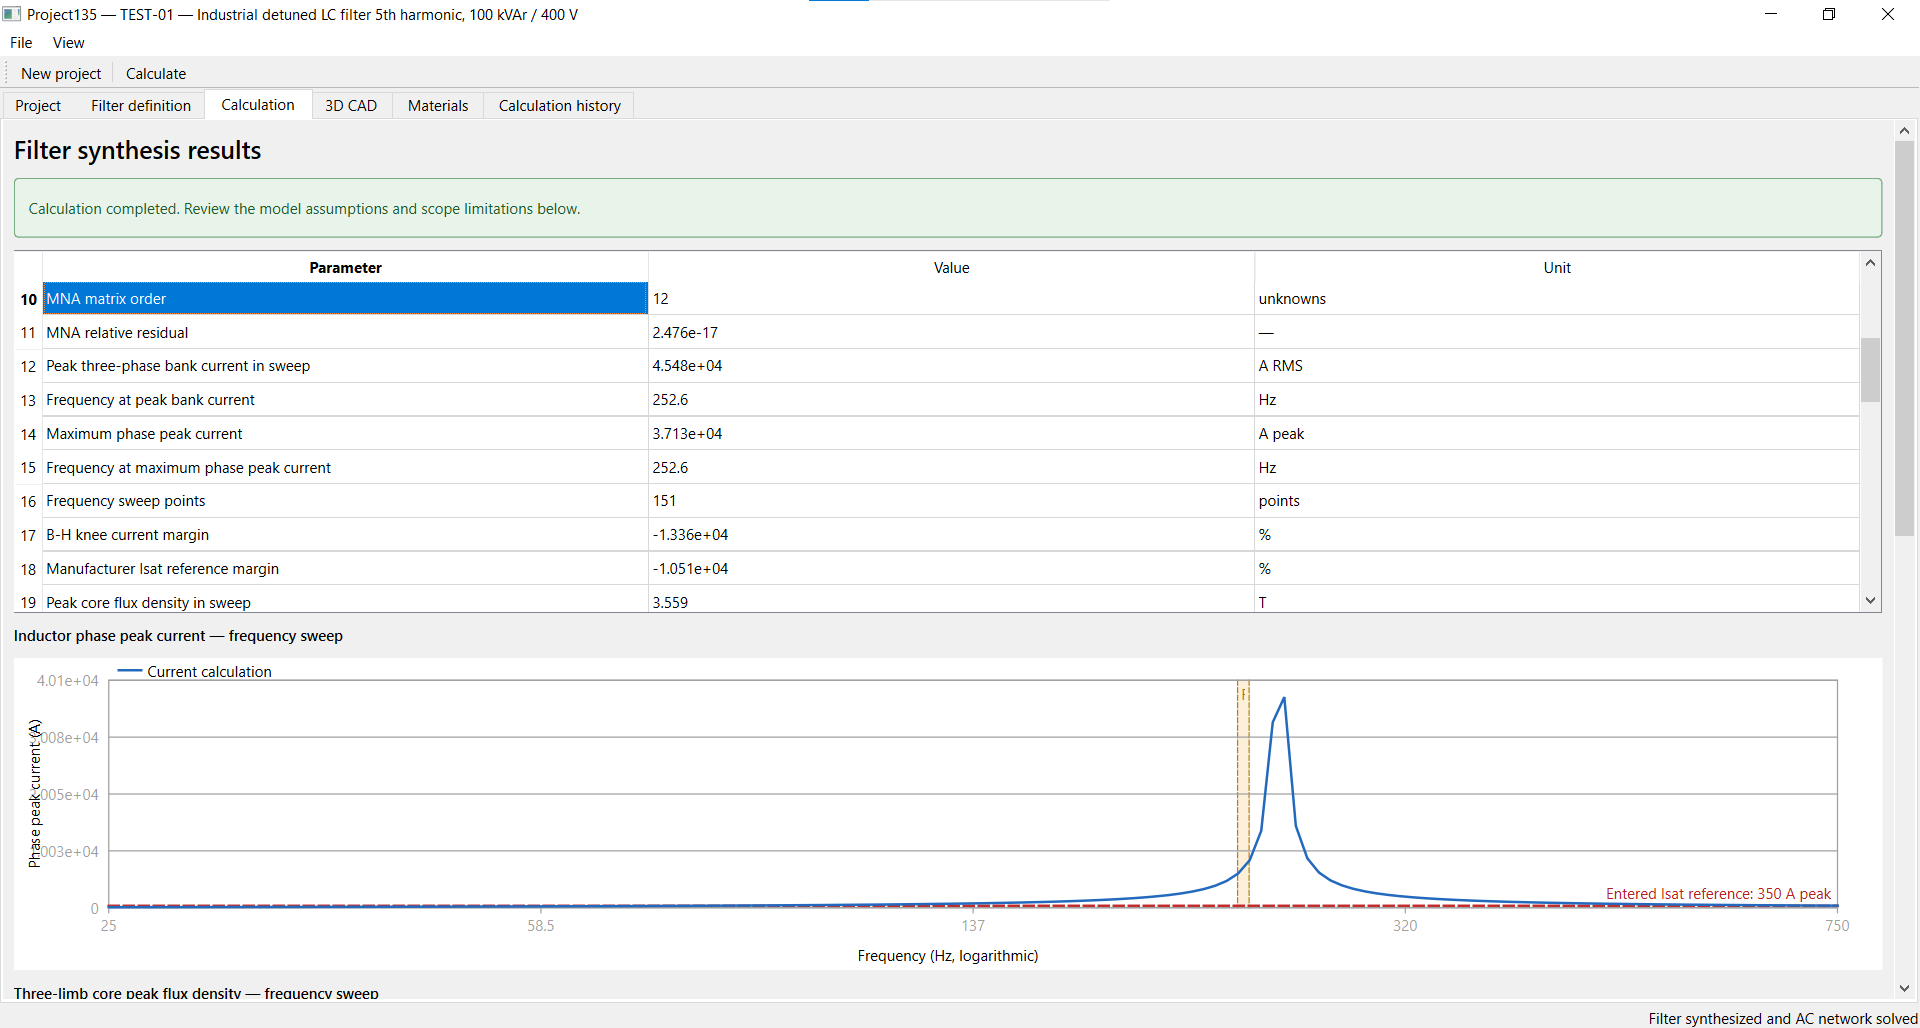 Project135 — TEST-01 — Industrial detuned LC filter 5th harmonic, 100 kVAr / 400 V
File View
New project Calculate
Project Filter definition Calculation 3D CAD Materials Calculation history
Filter synthesis results
Calculation completed. Review the model assumptions and scope limitations below.
Parameter Value Unit
10 MNA matrix order 12 unknowns
11 MNA relative residual 2.476e-17 —
12 Peak three-phase bank current in sweep 4.548e+04 A RMS
13 Frequency at peak bank current 252.6 Hz
14 Maximum phase peak current 3.713e+04 A peak
15 Frequency at maximum phase peak current 252.6 Hz
16 Frequency sweep points 151 points
17 B-H knee current margin -1.336e+04 %
18 Manufacturer Isat reference margin -1.051e+04 %
19 Peak core flux density in sweep 3.559 T
Inductor phase peak current — frequency sweep
Current calculation
4.01e+04
008e+04
005e+04
003e+04
0
Phase peak current (A)
Entered Isat reference: 350 A peak
25 58.5 137 320 750
Frequency (Hz, logarithmic)
Three-limb core peak flux density — frequency sweep
Filter synthesized and AC network solved